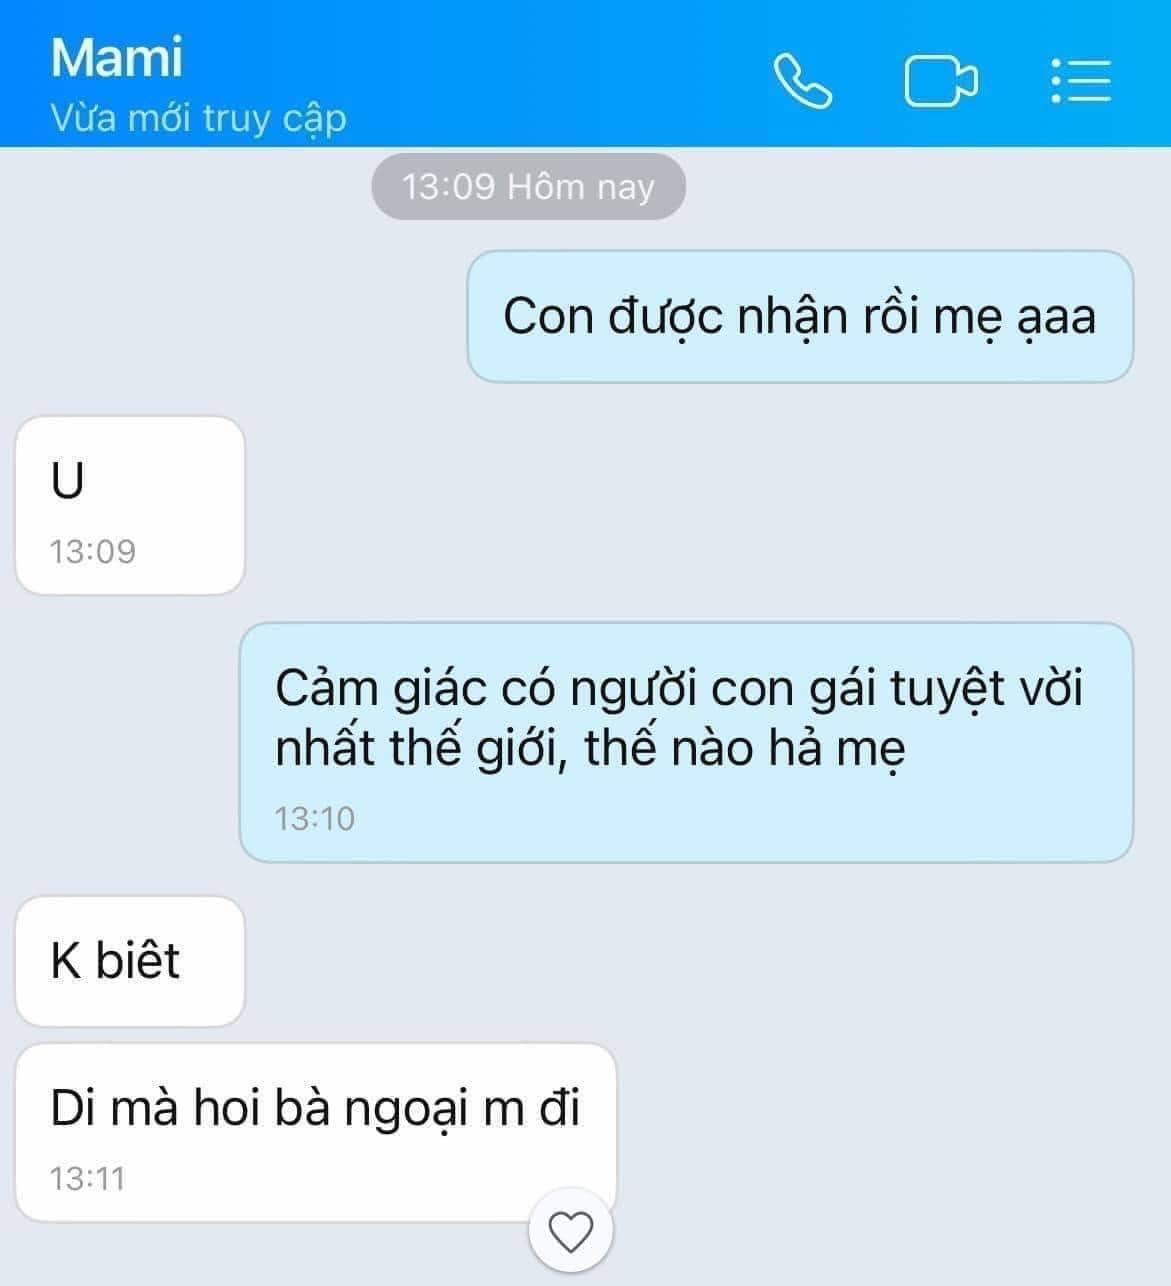 Mami
Vừa mới truy cập
13:09 Hôm nay
Con được nhận rồi mẹ ạaa
U
13:09
Cảm giác có người con gái tuyệt vời
nhất thế giới, thế nào hả mẹ
13:10
K biêt
Di mà hoi bà ngoại m đi
13:11